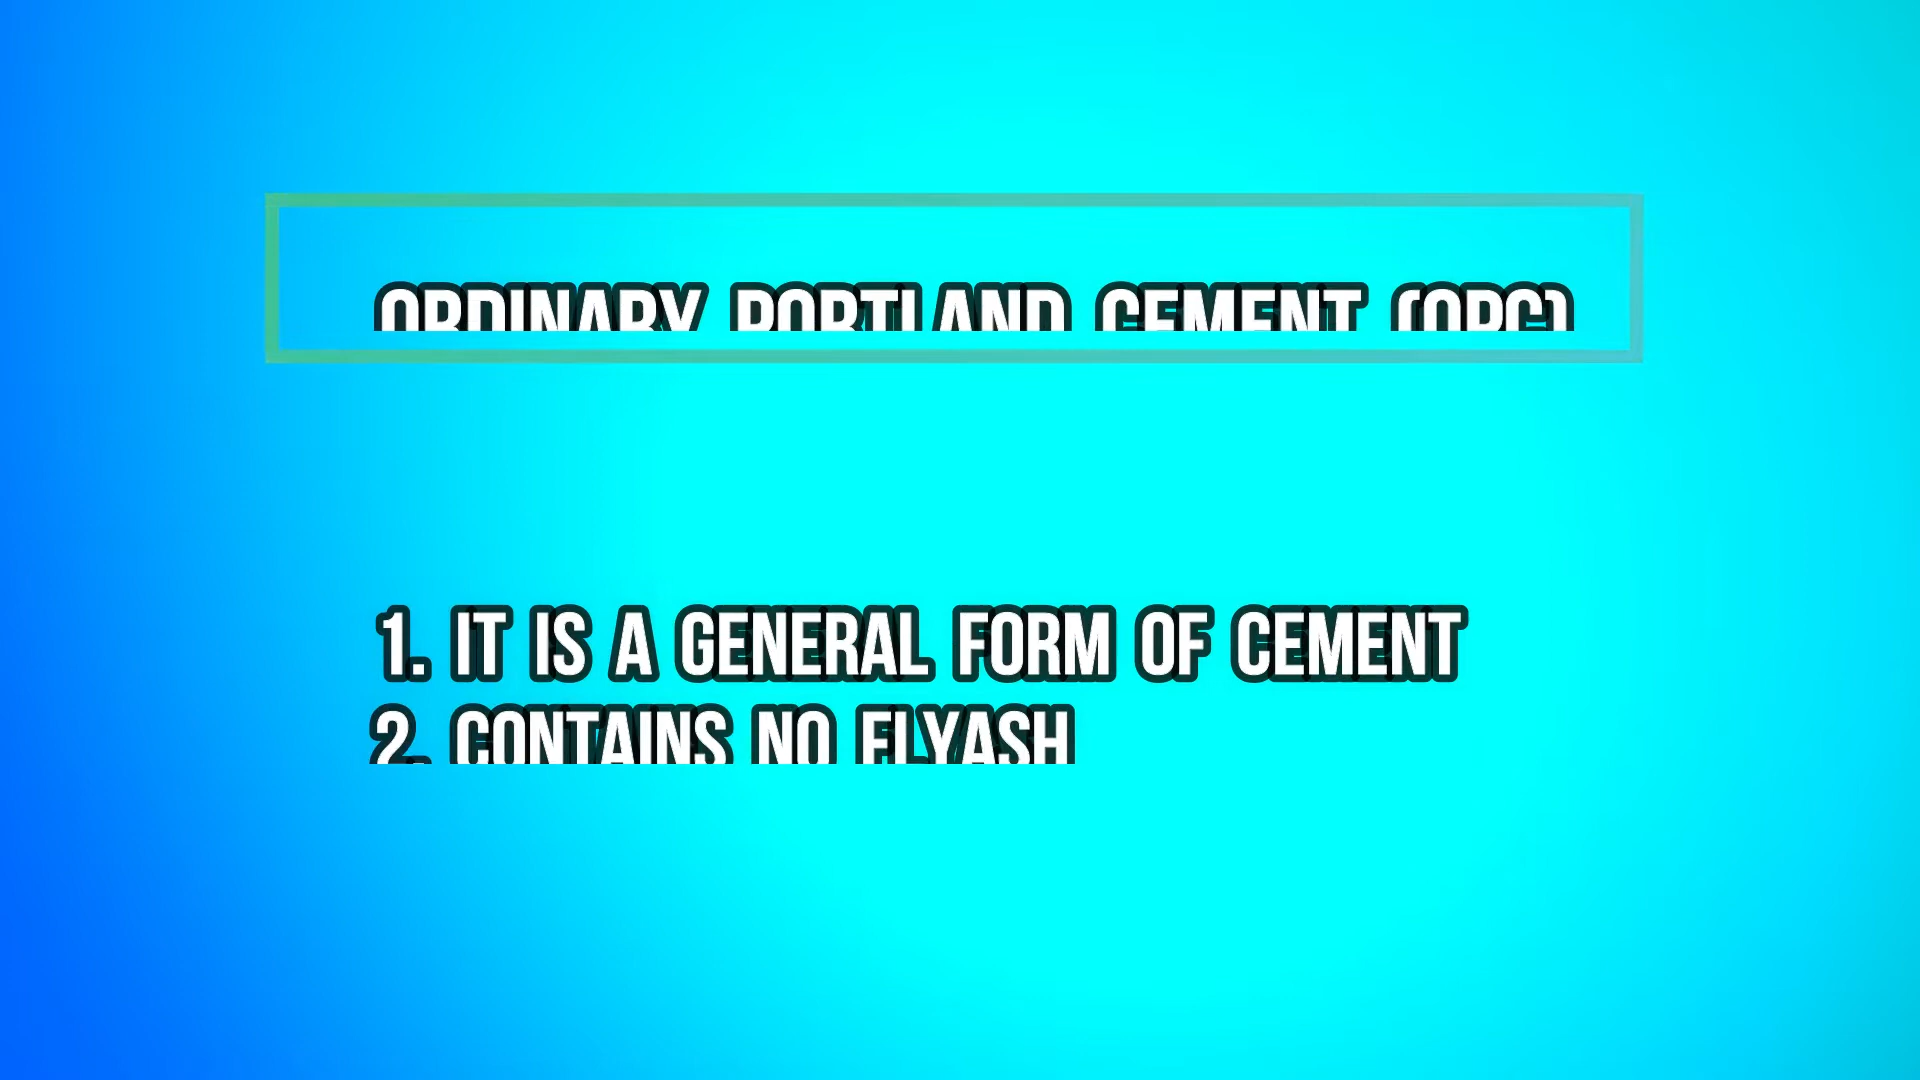 ORDINARY PORTLAND CEMENT (OPC)
1. IT IS A GENERAL FORM OF CEMENT
2. CONTAINS NO FLYASH